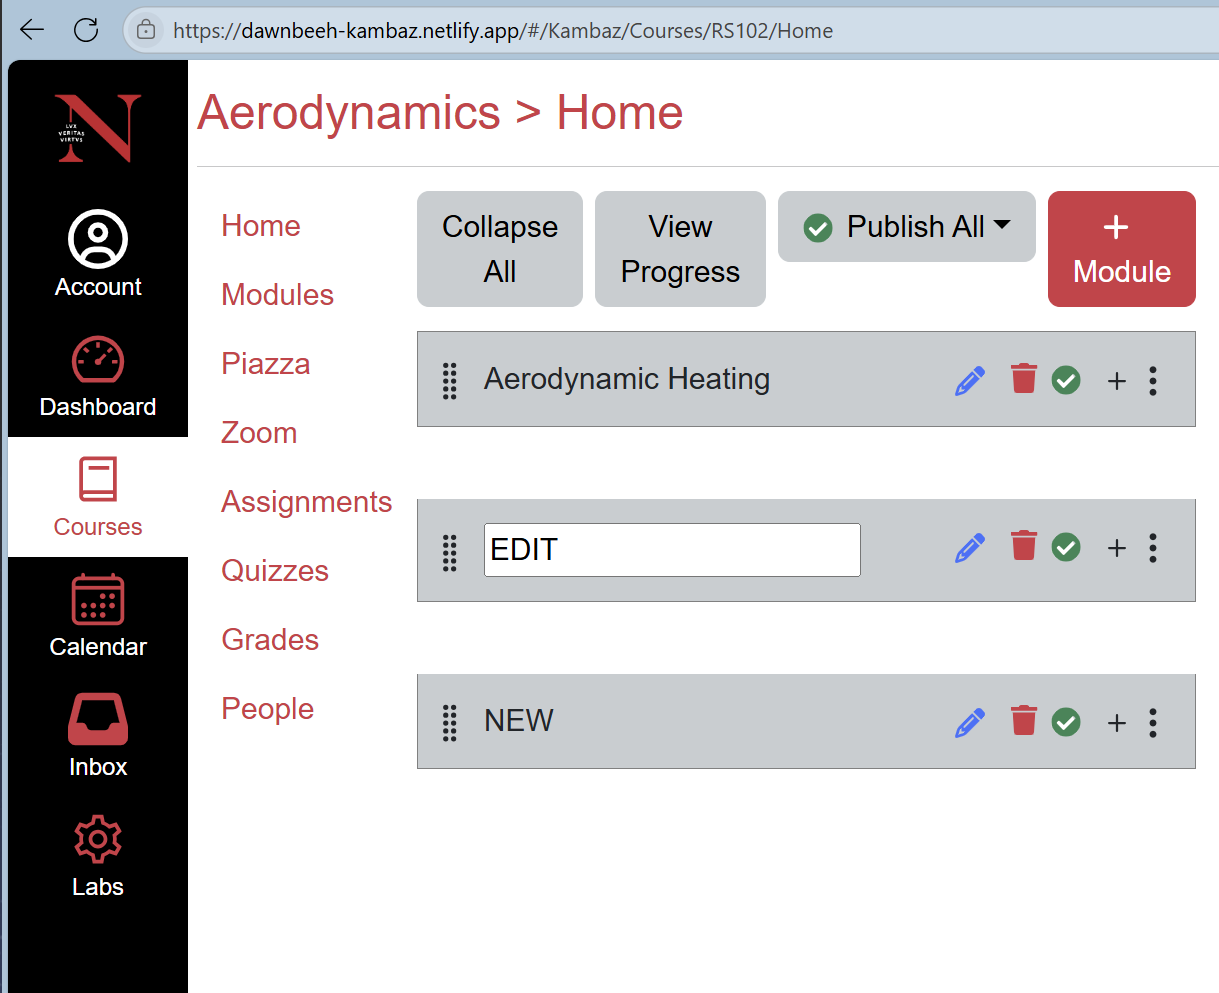 https://dawnbeeh-kambaz.netlify.app/#/Kambaz/Courses/RS102/Home
LVX
VERITAS
VIRTVS
Account
Dashboard
Courses
Calendar
Inbox
Labs
Aerodynamics > Home
Home
Modules
Piazza
Zoom
Assignments
Quizzes
Grades
People
Collapse
All
View
Progress
Publish All
+
Module
Aerodynamic Heating
EDIT
NEW